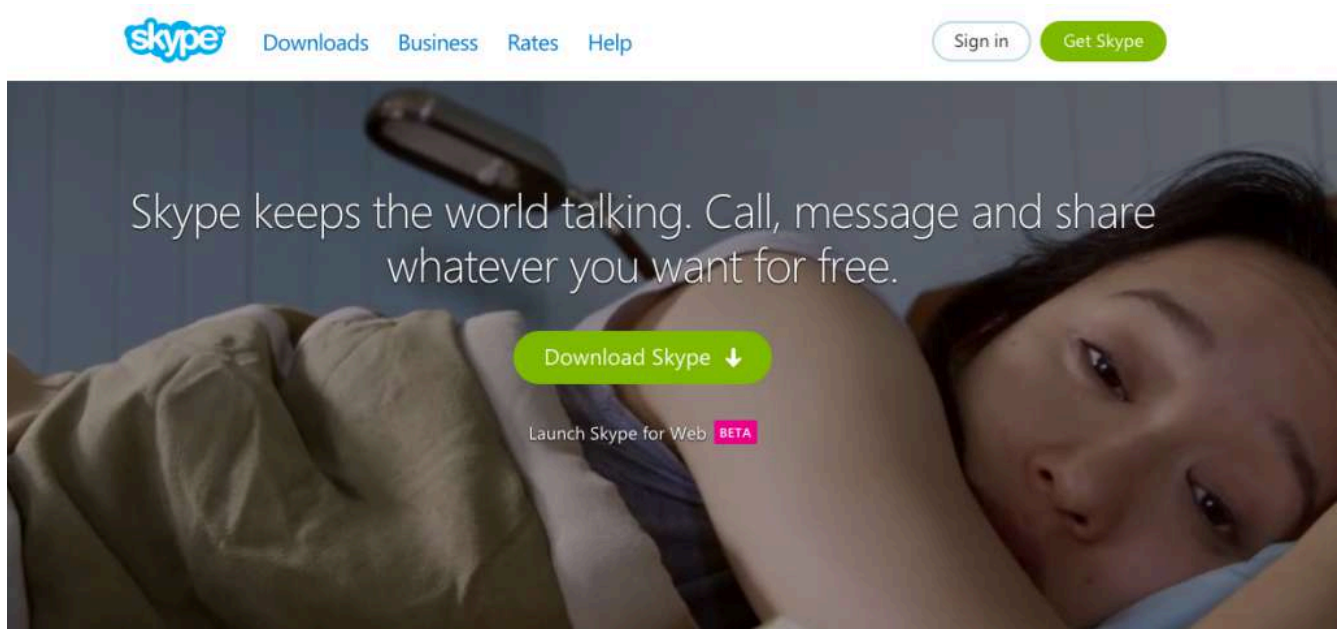 skype Downloads Business Rates Help Sign in Get Skype
Skype keeps the world talking. Call, message and share
whatever you want for free.
Download Skype
Launch Skype for Web BETA